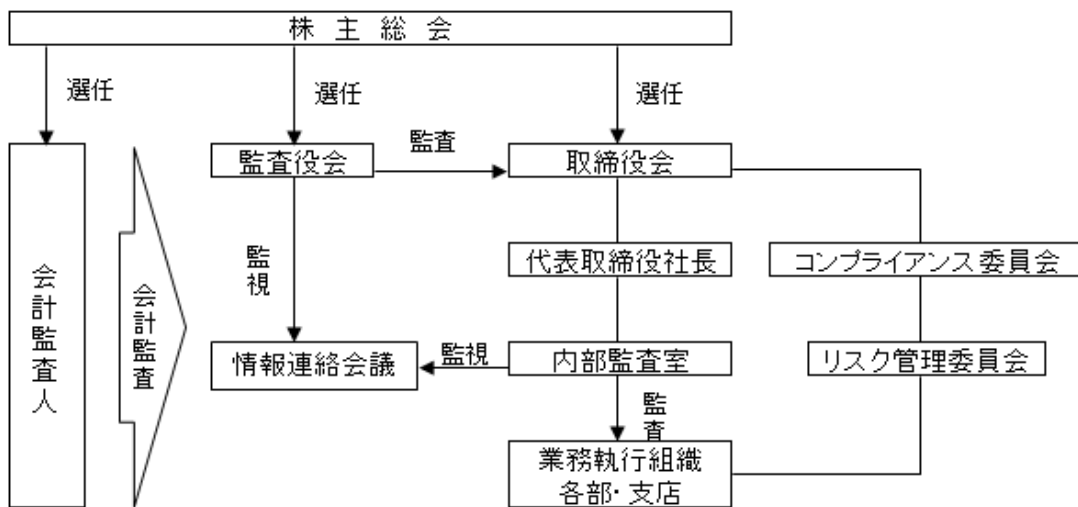 株主総会
選任
選任
選任
監査役会
監査
取締役会
監視
代表取締役社長
コンプライアンス委員会
会計監査人
会計監査
情報連絡会議
監視
内部監査室
リスク管理委員会
監査
業務執行組織
各部・支店